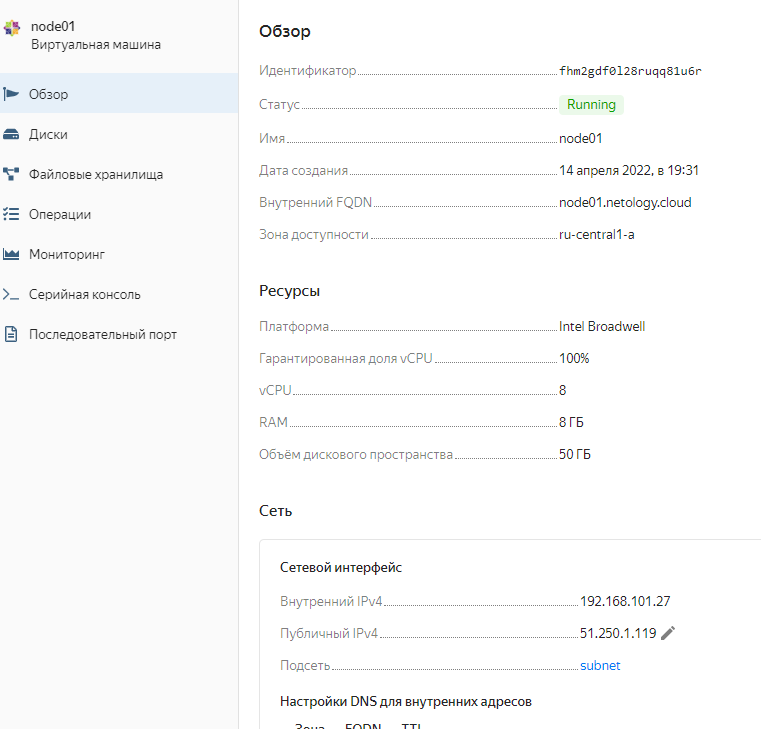 node01
Виртуальная машина
Обзор
Диски
Файловые хранилища
Операции
Мониторинг
Серийная консоль
Последовательный порт
Обзор
Идентификатор fhm2gdf0l28ruqq81u6r
Статус Running
Имя node01
Дата создания 14 апреля 2022, в 19:31
Внутренний FQDN node01.netology.cloud
Зона доступности ru-central1-a
Ресурсы
Платформа Intel Broadwell
Гарантированная доля vCPU 100%
vCPU 8
RAM 8 ГБ
Объём дискового пространства 50 ГБ
Сеть
Сетевой интерфейс
Внутренний IPv4 192.168.101.27
Публичный IPv4 51.250.1.119
Подсеть subnet
Настройки DNS для внутренних адресов
Зона FQDN TTL